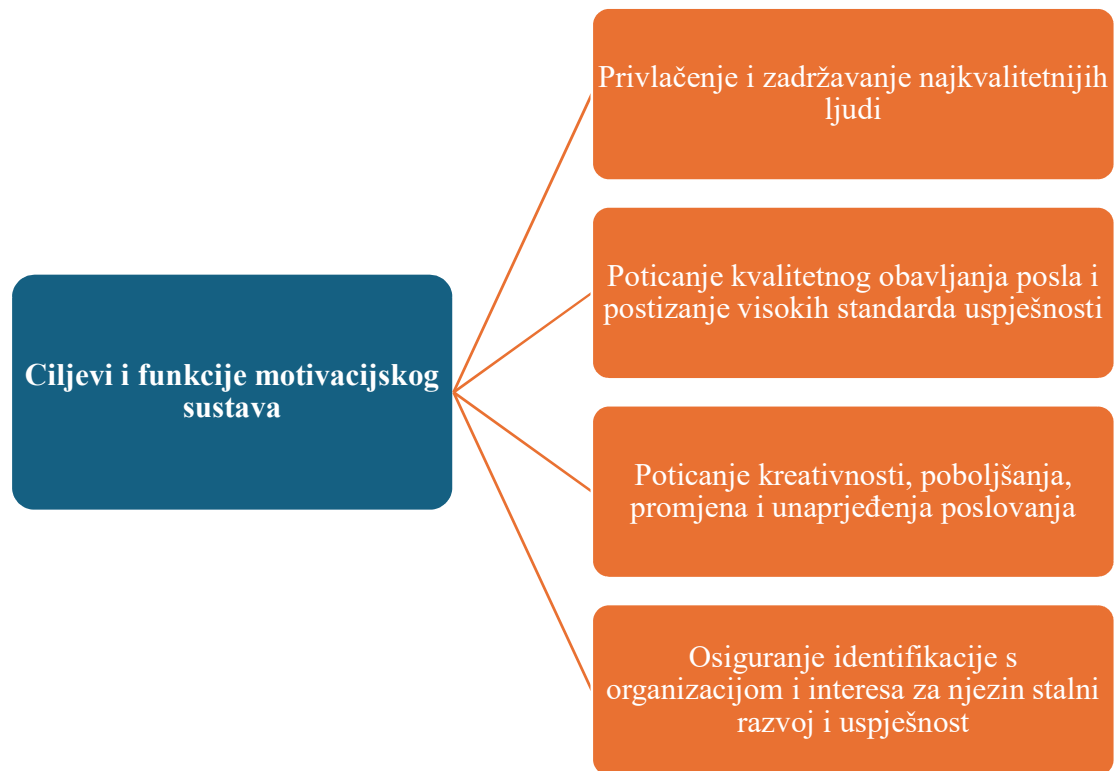 Privlačenje i zadržavanje najkvalitetnijih
ljudi
Poticanje kvalitetnog obavljanja posla i
postizanje visokih standarda uspješnosti
Ciljevi i funkcije motivacijskog
sustava
Poticanje kreativnosti, poboljšanja,
promjena i unaprjeđenja poslovanja
Osiguranje identifikacije s
organizacijom i interesa za njezin stalni
razvoj i uspješnost